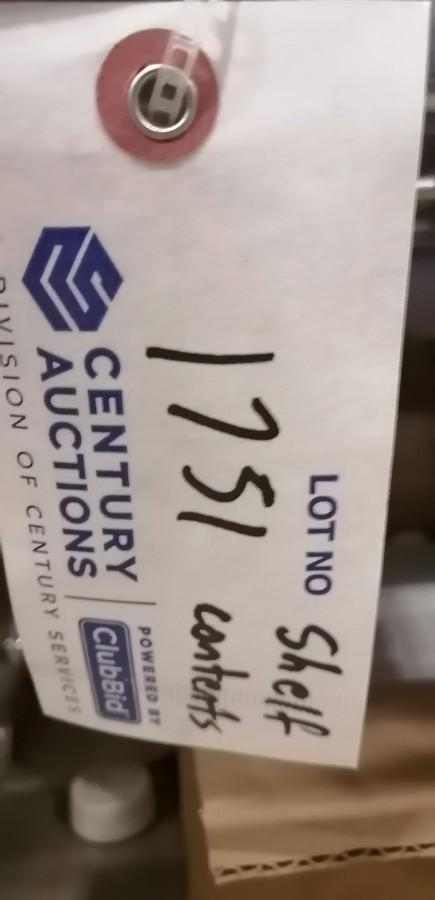 LOT NO Shelf
1751 contents
CENTURY AUCTIONS
POWERED BY
ClubBid
DIVISION OF CENTURY SERVICES